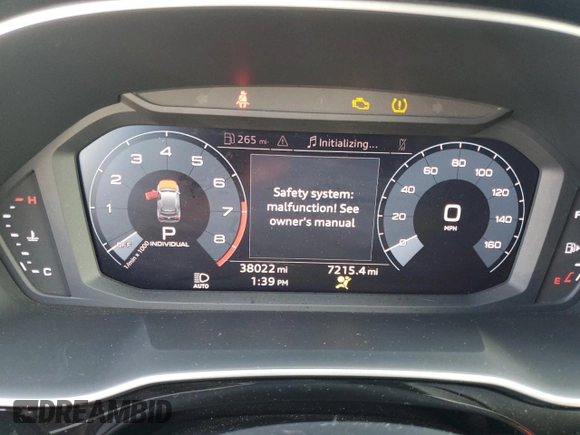 265 mi
Initializing...
1
2
3
4
5
6
7
8
OFF
1/min x 1000
P
INDIVIDUAL
Safety system:
malfunction! See
owner's manual
0
20
40
60
80
100
120
140
160
0
MPH
H
C
F
E
AUTO
38022 mi
1:39 PM
7215.4 mi
DREAMBID